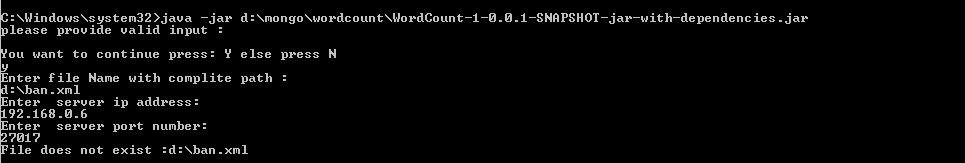 C:\Windows\system32>java -jar d:\mongo\wordcount\WordCount-1-0.0.1-SNAPSHOT-jar-with-dependencies.jar
please provide valid input :
You want to continue press: Y else press N
y
Enter file Name with complite path :
d:\ban.xml
Enter  server ip address:
192.168.0.6
Enter  server port number:
27017
File does not exist :d:\ban.xml